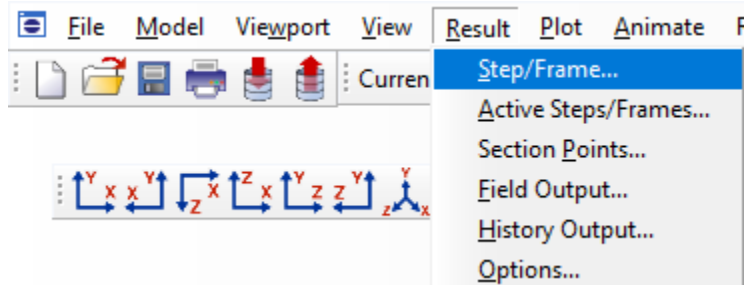 File Model Viewport View Result Plot Animate
Curren
Step/Frame...
Active Steps/Frames...
Section Points...
Field Output...
History Output...
Options...
Y X X Y X Z Z X Y Z Z Y Y Z X